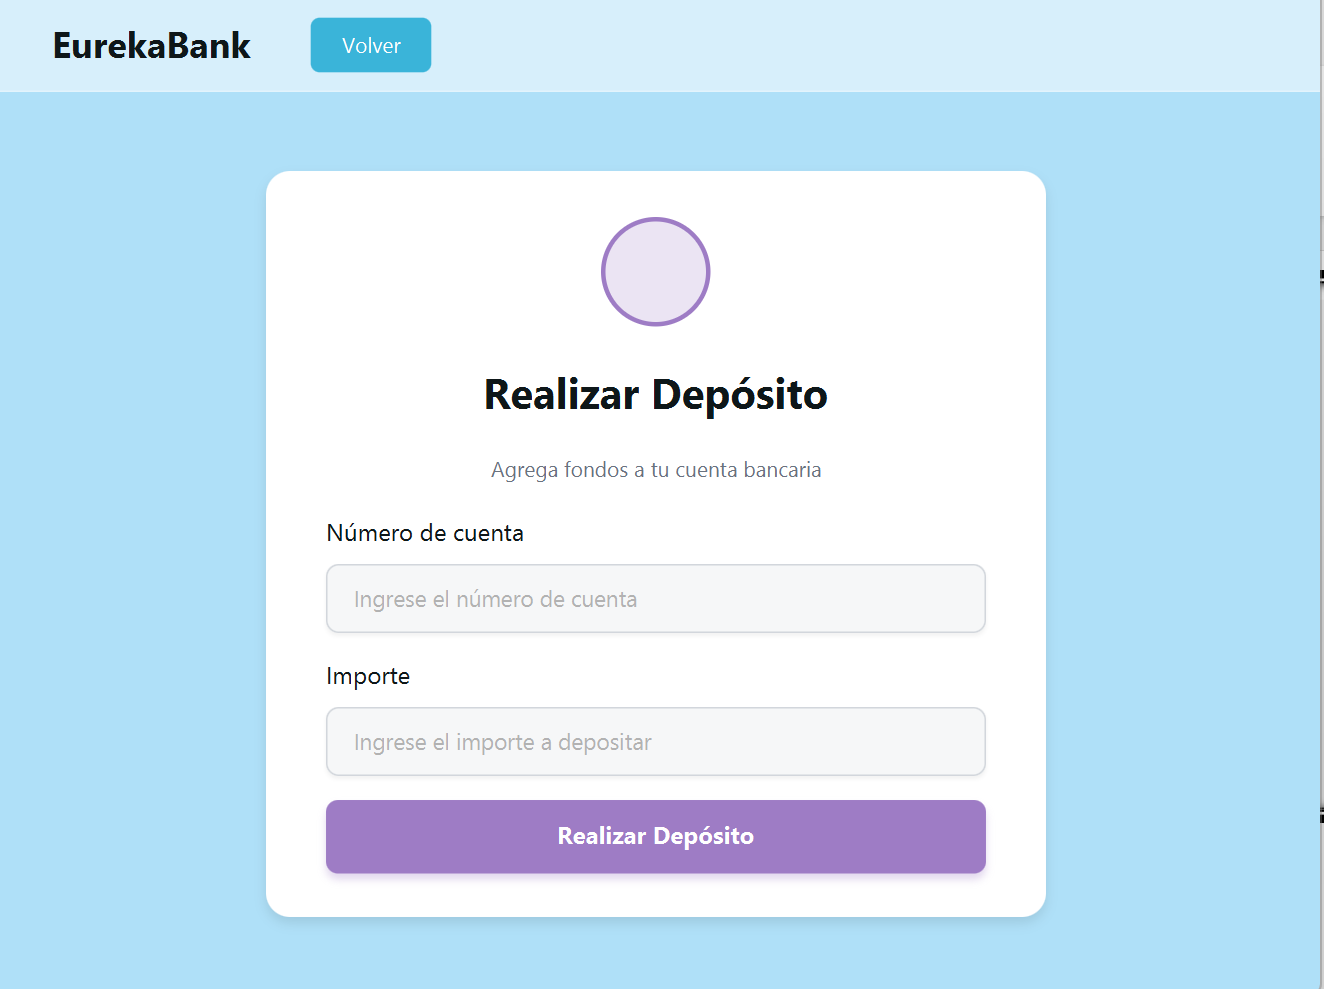 EurekaBank
Volver
Realizar Depósito
Agrega fondos a tu cuenta bancaria
Número de cuenta
Ingrese el número de cuenta
Importe
Ingrese el importe a depositar
Realizar Depósito